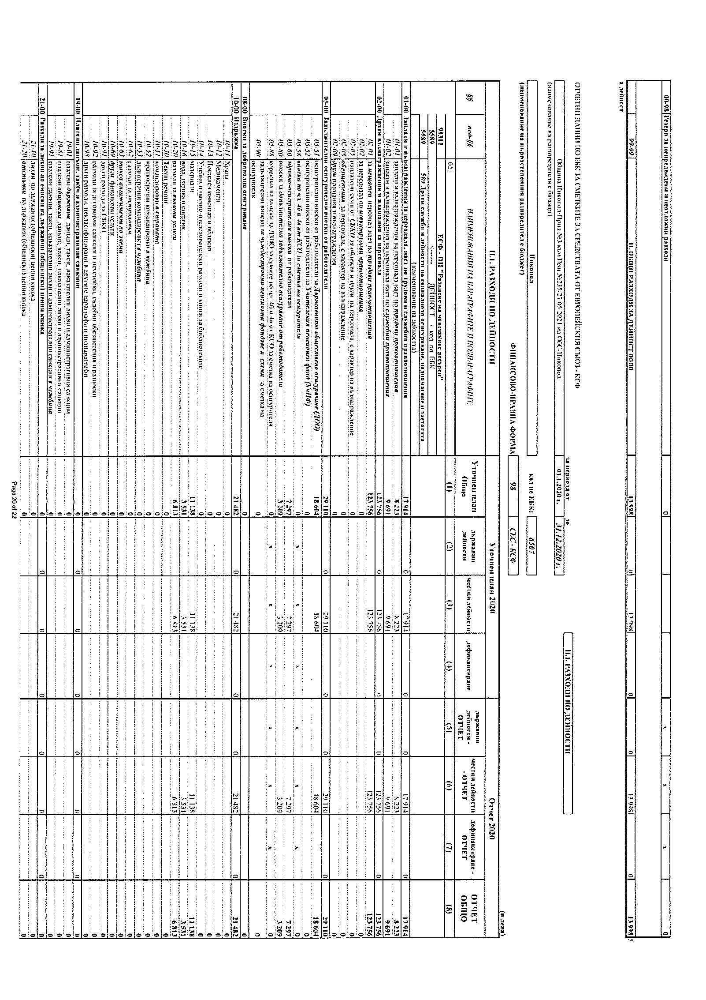 00-98 Резерв за непредвидени и неотложни разходи 0 x x x 0
99-99 II. ОБЩО РАЗХОДИ ЗА ДЕЙНОСТ 0000 13 998 0 13 998 0 0 13 998 0 13 998
а дейност
ОТЧЕТНИ ДАННИ ПО ЕБК ЗА СМЕТКИТЕ ЗА СРЕДСТВАТА ОТ ЕВРОПЕЙСКИЯ СЪЮЗ - КСФ
II.1. РАЗХОДИ ПО ДЕЙНОСТИ
за периода от до
Община Никопол-Прил.№3 към Реш.№235/27.05.2021 на ОбС-Никопол 01.1.2020 г. 31.12.2020 г.
(наименование на разпоредителя с бюджет)
Никопол код по ЕБК: 6507
(наименование на първостепенния разпоредител с бюджет)
ФИНАНСОВО-ПРАВНА ФОРМА 98 СЕС - КСФ
(в лева)
II.1. РАЗХОДИ ПО ДЕЙНОСТИ Уточнен план 2020 Отчет 2020
§§ под-§§ НАИМЕНОВАНИЯ НА ПАРАГРАФИТЕ И ПОДПАРАГРАФИТЕ Уточнен план Общо държавни дейности местни дейности дофинансиране държавни дейности - ОТЧЕТ местни дейности - ОТЧЕТ дофинансиране - ОТЧЕТ ОТЧЕТ ОБЩО
(1) (2) (3) (4) (5) (6) (7) (8)
98311 ЕСФ - ОП "Развитие на човешките ресурси"
5589 <------ ДЕЙНОСТ - код по ЕБК
5589 589 Други служби и дейности по социалното осигуряване, подпомагане и заетостта
(наименование на дейността)
01-00 Заплати и възнаграждения за персонала, нает по трудови и служебни правоотношения 17 914 0 17 914 0 0 17 914 0 17 914
01-01 заплати и възнаграждения на персонала нает по трудови правоотношения 8 223 8 223 8 223 8 223
01-02 заплати и възнаграждения на персонала нает по служебни правоотношения 9 691 9 691 9 691 9 691
02-00 Други възнаграждения и плащания за персонала 123 756 0 123 756 0 0 123 756 0 123 756
02-01 за нещатен персонал нает по трудови правоотношения 123 756 123 756 123 756 123 756
02-02 за персонала по извънтрудови правоотношения 0 0
02-05 изплатени суми от СБКО за облекло и други на персонала, с характер на възнаграждение 0 0
02-08 обезщетения за персонала, с характер на възнаграждение 0 0
02-09 други плащания и възнаграждения 0 0
05-00 Задължителни осигурителни вноски от работодатели 29 110 0 29 110 0 0 29 110 0 29 110
05-51 осигурителни вноски от работодатели за Държавното обществено осигуряване (ДОО) 18 604 18 604 18 604 18 604
05-52 осигурителни вноски от работодатели за Учителския пенсионен фонд (УчПФ) 0 0
05-58 вноски по чл. 4б и 4в от КСО за сметка на осигурителя 0 x x x x x x 0
05-60 здравно-осигурителни вноски от работодатели 7 297 7 297 7 297 7 297
05-80 вноски за допълнително задължително осигуряване от работодатели 3 209 3 209 3 209 3 209
05-88 корекция на вноски за ДЗПО за сумите по чл. 4б и 4в от КСО за сметка на осигурителя 0 x x x x x x 0
05-90 задължителни вноски за чуждестранни пенсионни фондове и схеми за сметка на осигурителя 0 0
08-00 Вноски за доброволно осигуряване 0 0
10-00 Издръжка 21 482 0 21 482 0 0 21 482 0 21 482
10-11 Храна 0 0
10-12 Медикаменти 0 0
10-13 Постелен инвентар и облекло 0 0
10-14 Учебни и научно-изследователски разходи и книги за библиотеките 0 0
10-15 материали 11 138 11 138 11 138 11 138
10-16 вода, горива и енергия 3 531 3 531 3 531 3 531
10-20 разходи за външни услуги 6 813 6 813 6 813 6 813
10-30 Текущ ремонт 0 0
10-51 командировки в страната 0 0
10-52 краткосрочни командировки в чужбина 0 0
10-53 дългосрочни командировки в чужбина 0 0
10-62 разходи за застраховки 0 0
10-63 такса ангажимент по заеми 0 0
10-69 други финансови услуги 0 0
10-91 други разходи за СБКО 0 0
10-92 разходи за договорни санкции и неустойки, съдебни обезщетения и разноски 0 0
10-98 други разходи, некласифицирани в другите параграфи и подпараграфи 0 0
19-00 Платени данъци, такси и административни санкции 0 0 0 0 0 0 0 0
19-01 платени държавни данъци, такси, наказателни лихви и административни санкции 0 0
19-81 платени общински данъци, такси, наказателни лихви и административни санкции 0 0
19-91 платени данъци, такси, наказателни лихви и административни санкции в чужбина 0 0
21-00 Разходи за лихви по емисии на държавни (общински) ценни книжа 0 0 0 0 0 0 0 0
21-10 лихви по държавни (общински) ценни книжа 0 0
21-20 отстъпки по държавни (общински) ценни книжа 0 0
Page 20 of 22